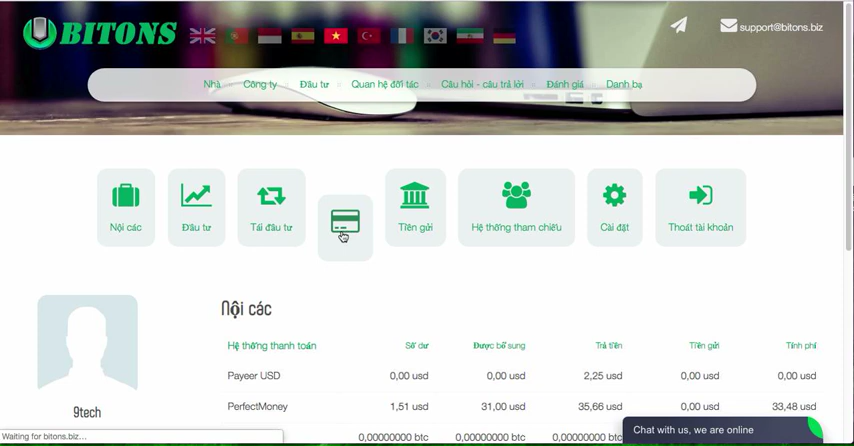 BITONS
support@bitons.biz
Nhà Công ty Đầu tư Quan hệ đối tác Câu hỏi - câu trả lời Đánh giá Danh bạ
Nội các Đầu tư Tái đầu tư Tiền gửi Hệ thống tham chiếu Cài đặt Thoát tài khoản
Nội các
Hệ thống thanh toán Số dư Được bổ sung Trả tiền Tiền gửi Tính phí
Payeer USD 0,00 usd 0,00 usd 2,25 usd 0,00 usd 0,00 usd
9tech
PerfectMoney 1,51 usd 31,00 usd 35,66 usd 0,00 usd 33,48 usd
0,00000000 btc 0,00000000 btc 0,00000000 btc
Chat with us, we are online
Waiting for bitons.biz...